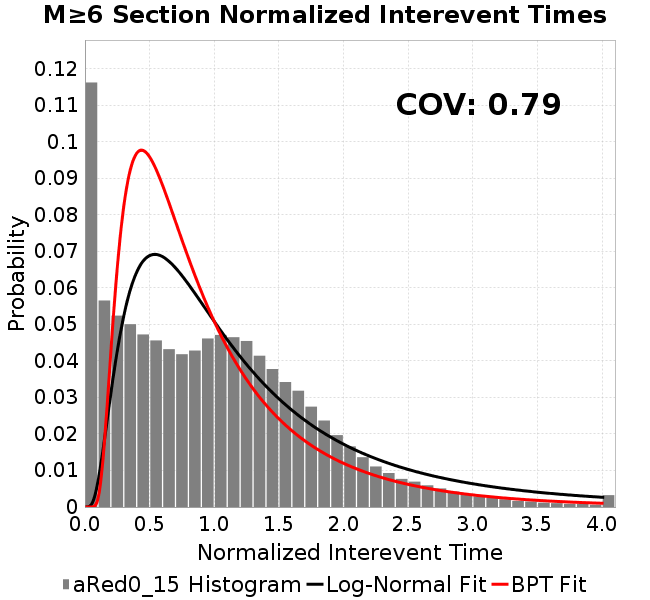 M≥6 Section Normalized Interevent Times
COV: 0.79
Probability
0.12
0.11
0.1
0.09
0.08
0.07
0.06
0.05
0.04
0.03
0.02
0.01
0
0.0 0.5 1.0 1.5 2.0 2.5 3.0 3.5 4.0
Normalized Interevent Time
aRed0_15 Histogram Log-Normal Fit BPT Fit